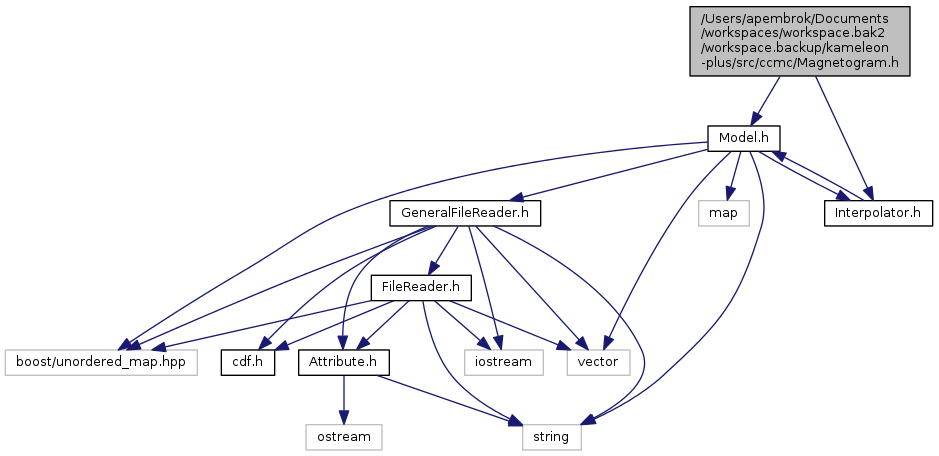 /Users/apembrok/Documents
/workspaces/workspace.bak2
/workspace.backup/kameleon
-plus/src/ccmc/Magnetogram.h
Model.h
GeneralFileReader.h
map
Interpolator.h
FileReader.h
boost/unordered_map.hpp
cdf.h
Attribute.h
iostream
vector
ostream
string